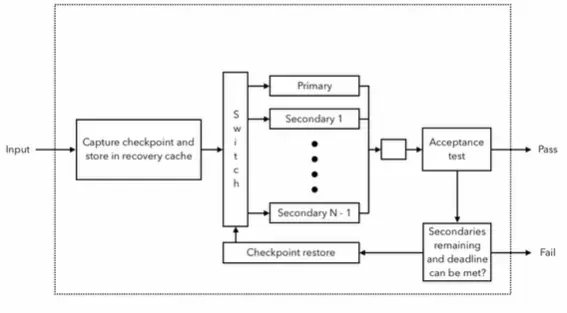 Input
Capture checkpoint and
store in recovery cache
S
w
i
t
c
h
Primary
Secondary 1
Secondary N - 1
Acceptance
test
Pass
Secondaries
remaining
and deadline
can be met?
Fail
Checkpoint restore